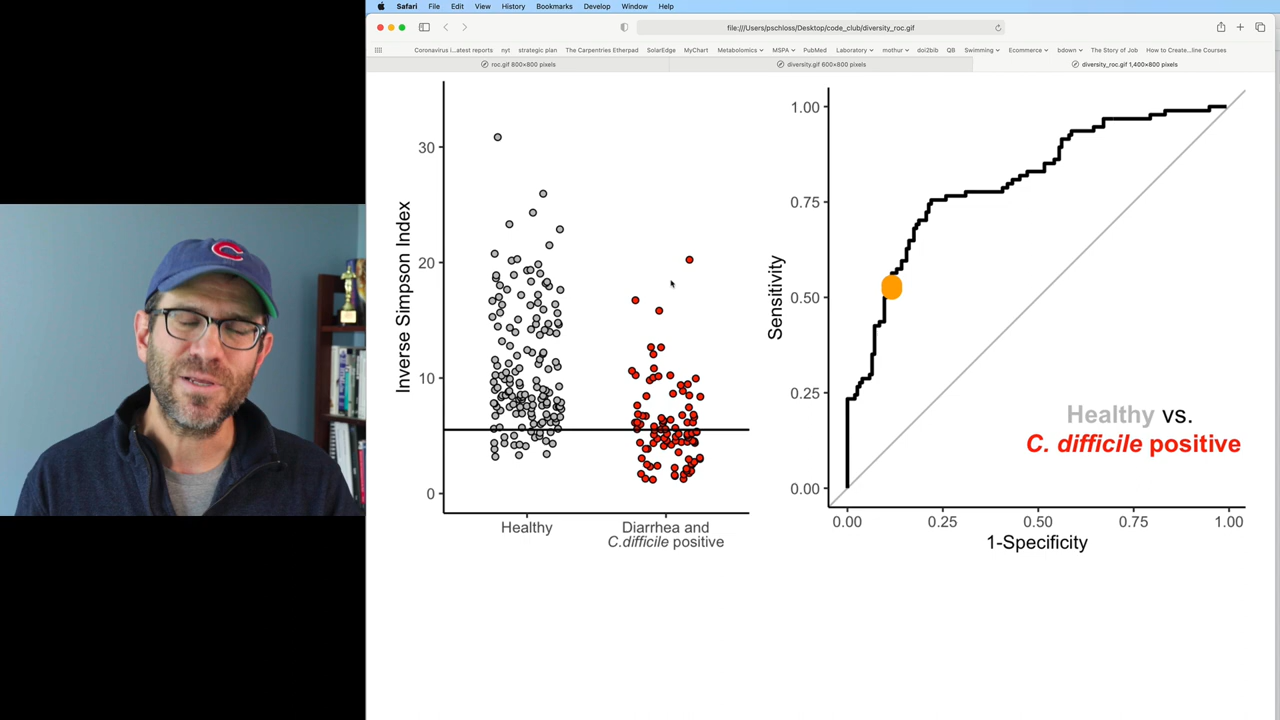 Safari File Edit View History Bookmarks Develop Window Help
file:///Users/pschloss/Desktop/code_club/diversity_roc.gif
Coronavirus i...atest reports nyt strategic plan The Carpentries Etherpad SolarEdge MyChart Metabolomics MSPA PubMed Laboratory mothur doi2bib QB Swimming Ecommerce bdown The Story of Job How to Create...line Courses
roc.gif 800×800 pixels diversity.gif 600×800 pixels diversity_roc.gif 1,400×800 pixels
Inverse Simpson Index
30
20
10
0
Healthy
Diarrhea and
C.difficile positive
Sensitivity
1.00
0.75
0.50
0.25
0.00
Healthy vs.
C. difficile positive
0.00 0.25 0.50 0.75 1.00
1-Specificity
C